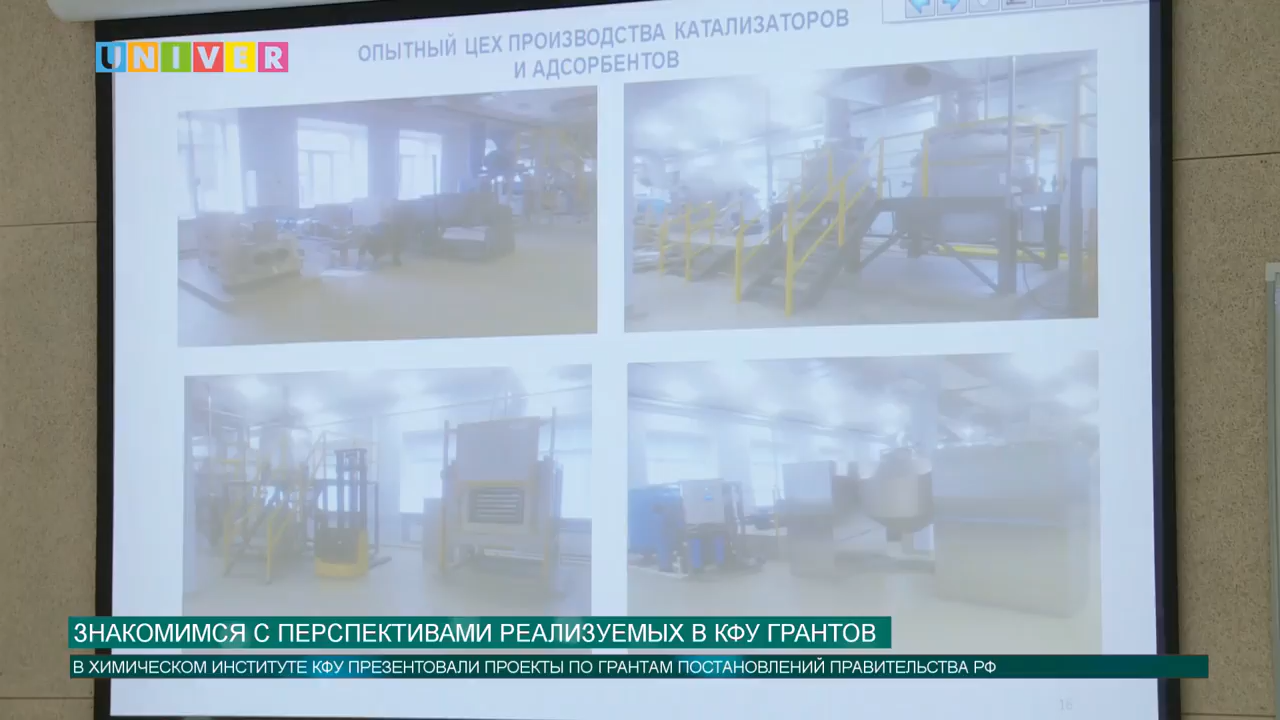 ОПЫТНЫЙ ЦЕХ ПРОИЗВОДСТВА КАТАЛИЗАТОРОВ
И АДСОРБЕНТОВ
UNIVER
ЗНАКОМИМСЯ С ПЕРСПЕКТИВАМИ РЕАЛИЗУЕМЫХ В КФУ ГРАНТОВ
В ХИМИЧЕСКОМ ИНСТИТУТЕ КФУ ПРЕЗЕНТОВАЛИ ПРОЕКТЫ ПО ГРАНТАМ ПОСТАНОВЛЕНИЙ ПРАВИТЕЛЬСТВА РФ
16